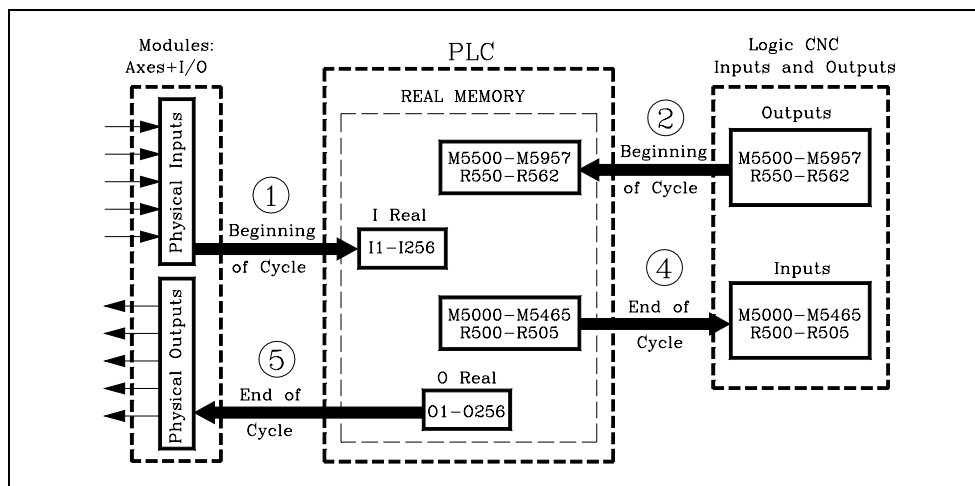 Modules:
Axes+I/O
Physical Inputs
Physical Outputs
1
Beginning
of Cycle
5
End of
Cycle
PLC
REAL MEMORY
M5500-M5957
R550-R562
I Real
I1-I256
M5000-M5465
R500-R505
O Real
O1-O256
2
Beginning
of Cycle
4
End of
Cycle
Logic CNC
Inputs and Outputs
Outputs
M5500-M5957
R550-R562
Inputs
M5000-M5465
R500-R505